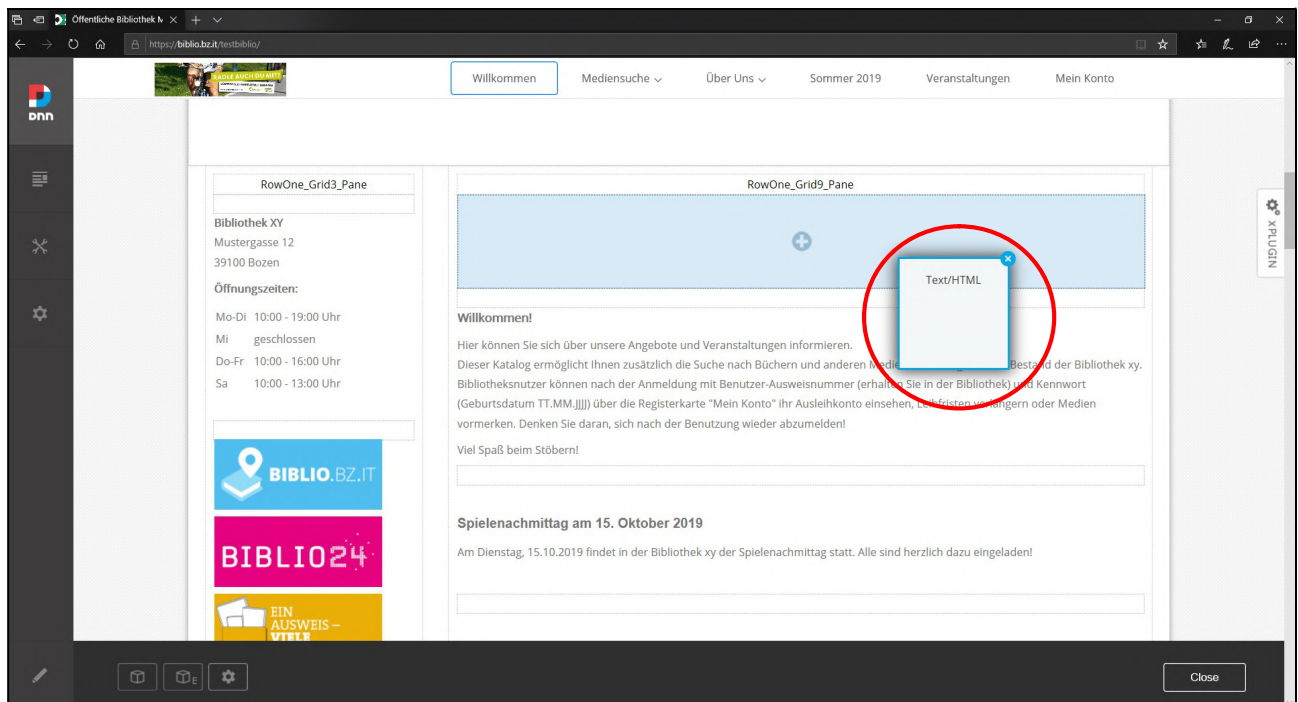 Öffentliche Bibliothek
https://biblio.bz.it/testbiblio/
DNN
RADLE AUCH DU MIT!
Willkommen
Mediensuche
Über Uns
Sommer 2019
Veranstaltungen
Mein Konto
RowOne_Grid3_Pane
Bibliothek XY
Mustergasse 12
39100 Bozen
Öffnungszeiten:
Mo-Di 10:00 - 19:00 Uhr
Mi geschlossen
Do-Fr 10:00 - 16:00 Uhr
Sa 10:00 - 13:00 Uhr
BIBLIO.BZ.IT
BIBLIO24
EIN
AUSWEIS –
VIELE
RowOne_Grid9_Pane
Text/HTML
Willkommen!
Hier können Sie sich über unsere Angebote und Veranstaltungen informieren.
Dieser Katalog ermöglicht Ihnen zusätzlich die Suche nach Büchern und anderen Bestand der Bibliothek xy.
Bibliotheksnutzer können nach der Anmeldung mit Benutzer-Ausweisnummer (erhalten Sie in der Bibliothek) und Kennwort
(Geburtsdatum TT.MM.JJJJ) über die Registerkarte "Mein Konto" ihr Ausleihkonto einsehen, Leihfristen verlängern oder Medien
vormerken. Denken Sie daran, sich nach der Benutzung wieder abzumelden!
Viel Spaß beim Stöbern!
Spielenachmittag am 15. Oktober 2019
Am Dienstag, 15.10.2019 findet in der Bibliothek xy der Spielenachmittag statt. Alle sind herzlich dazu eingeladen!
XPLUGIN
E
Close